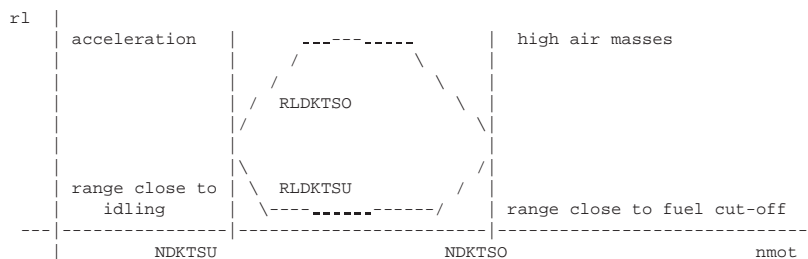 rl
acceleration
high air masses
RLDKTSO
range close to
RLDKTSU
idling
range close to fuel cut-off
NDKTSU
NDKTSO
nmot